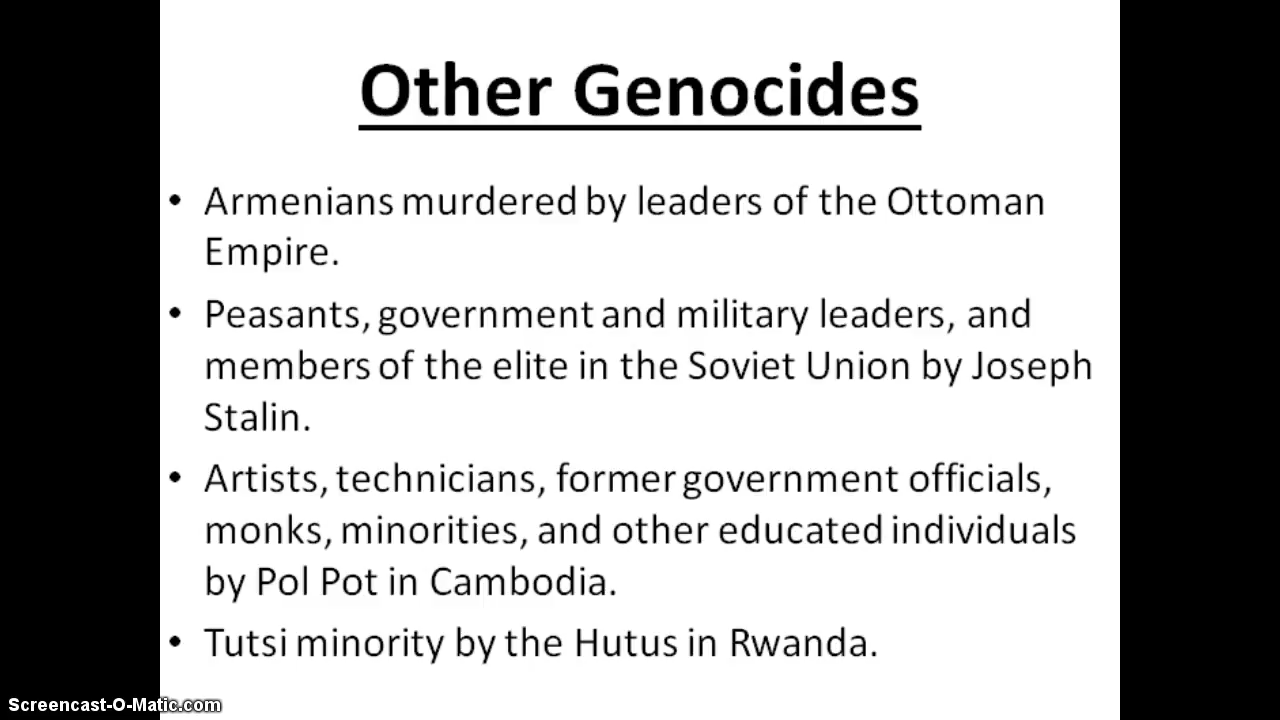 Other Genocides
• Armenians murdered by leaders of the Ottoman
Empire.
• Peasants, government and military leaders, and
members of the elite in the Soviet Union by Joseph
Stalin.
• Artists, technicians, former government officials,
monks, minorities, and other educated individuals
by Pol Pot in Cambodia.
• Tutsi minority by the Hutus in Rwanda.
Screencast-O-Matic.com